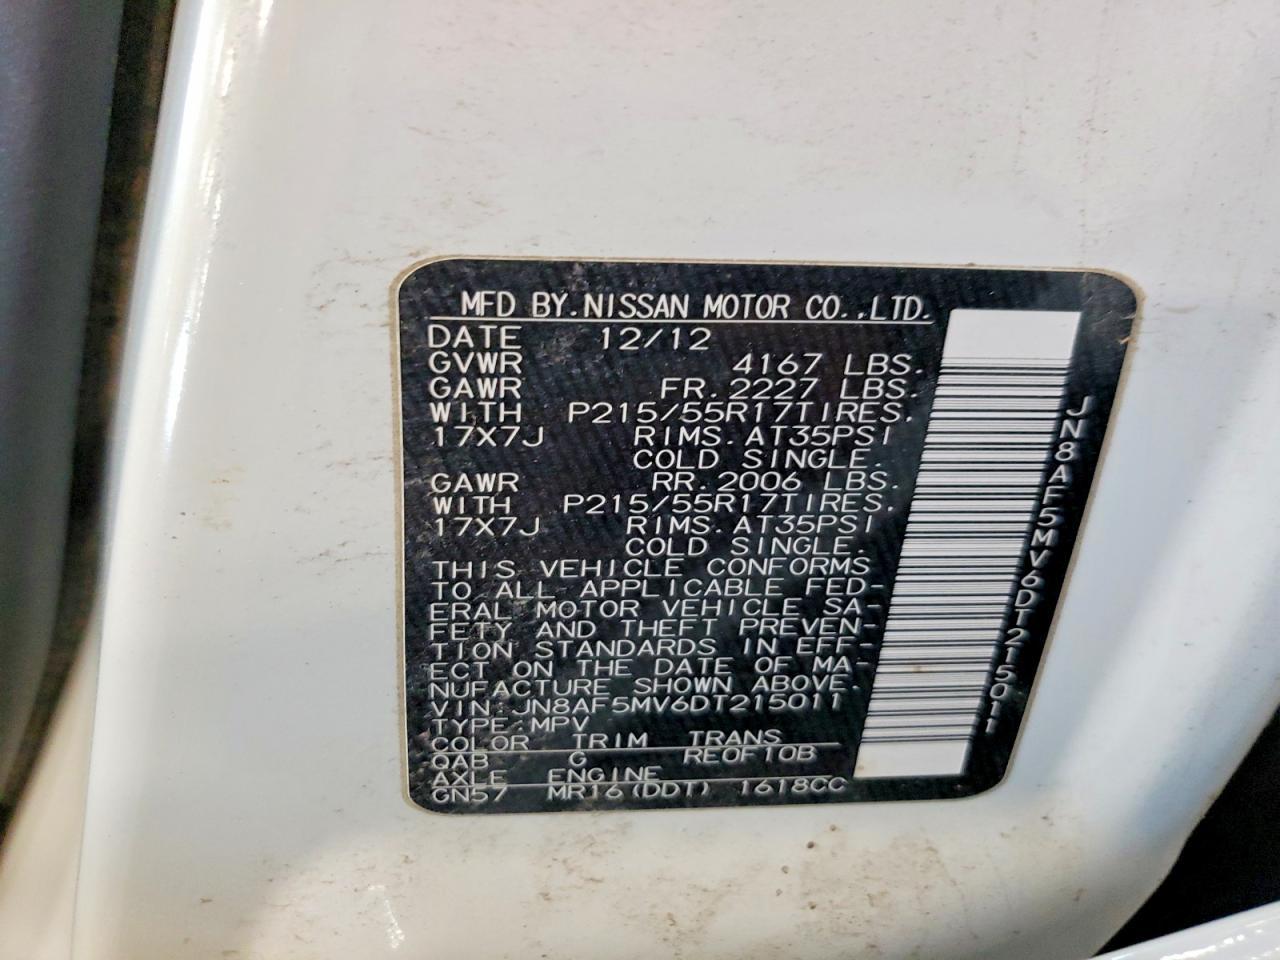 MFD BY.NISSAN MOTOR CO.,LTD.
DATE 12/12
GVWR 4167 LBS.
GAWR FR.2227 LBS.
WITH P215/55R17TIRES.
17X7J RIMS.AT35PSI
COLD SINGLE.
GAWR RR.2006 LBS.
WITH P215/55R17TIRES.
17X7J RIMS.AT35PSI
COLD SINGLE.
THIS VEHICLE CONFORMS
TO ALL APPLICABLE FED-
ERAL MOTOR VEHICLE SA-
FETY AND THEFT PREVEN-
TION STANDARDS IN EFF-
ECT ON THE DATE OF MA-
NUFACTURE SHOWN ABOVE.
VIN:JN8AF5MV6DT215011
TYPE:MPV
COLOR TRIM TRANS
QAB G RE0F10B
AXLE ENGINE
GN57 MR16(DDT) 1618CC
JN8AF5MV6DT215011